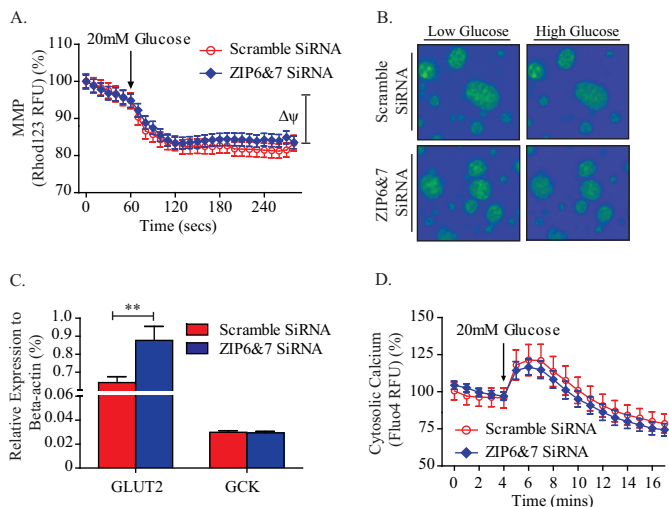 A.
20mM Glucose
Scramble SiRNA
ZIP6&7 SiRNA
MMP
(Rhod123 RFU) (%)
110
100
90
80
70
Δψ
0 60 120 180 240
Time (secs)
B.
Low Glucose High Glucose
Scramble
SiRNA
ZIP6&7
SiRNA
C.
**
Scramble SiRNA
ZIP6&7 SiRNA
Relative Expression to
Beta-actin (%)
1.0
0.9
0.8
0.7
0.06
0.04
0.02
0
GLUT2 GCK
D.
20mM Glucose
Cytosolic Calcium
(Fluo4 RFU) (%)
150
125
100
75
50
Scramble SiRNA
ZIP6&7 SiRNA
0 2 4 6 8 10 12 14 16
Time (mins)